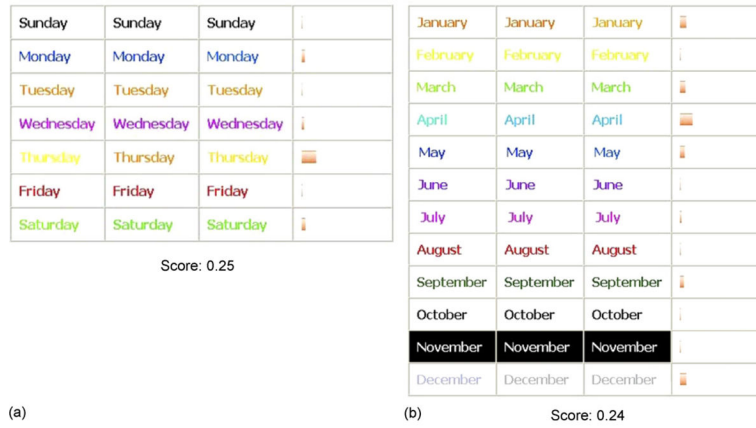 Sunday Sunday Sunday
Monday Monday Monday
Tuesday Tuesday Tuesday
Wednesday Wednesday Wednesday
Thursday Thursday Thursday
Friday Friday Friday
Saturday Saturday Saturday
Score: 0.25
(a)
January January January
February February February
March March March
April April April
May May May
June June June
July July July
August August August
September September September
October October October
November November November
December December December
(b)
Score: 0.24